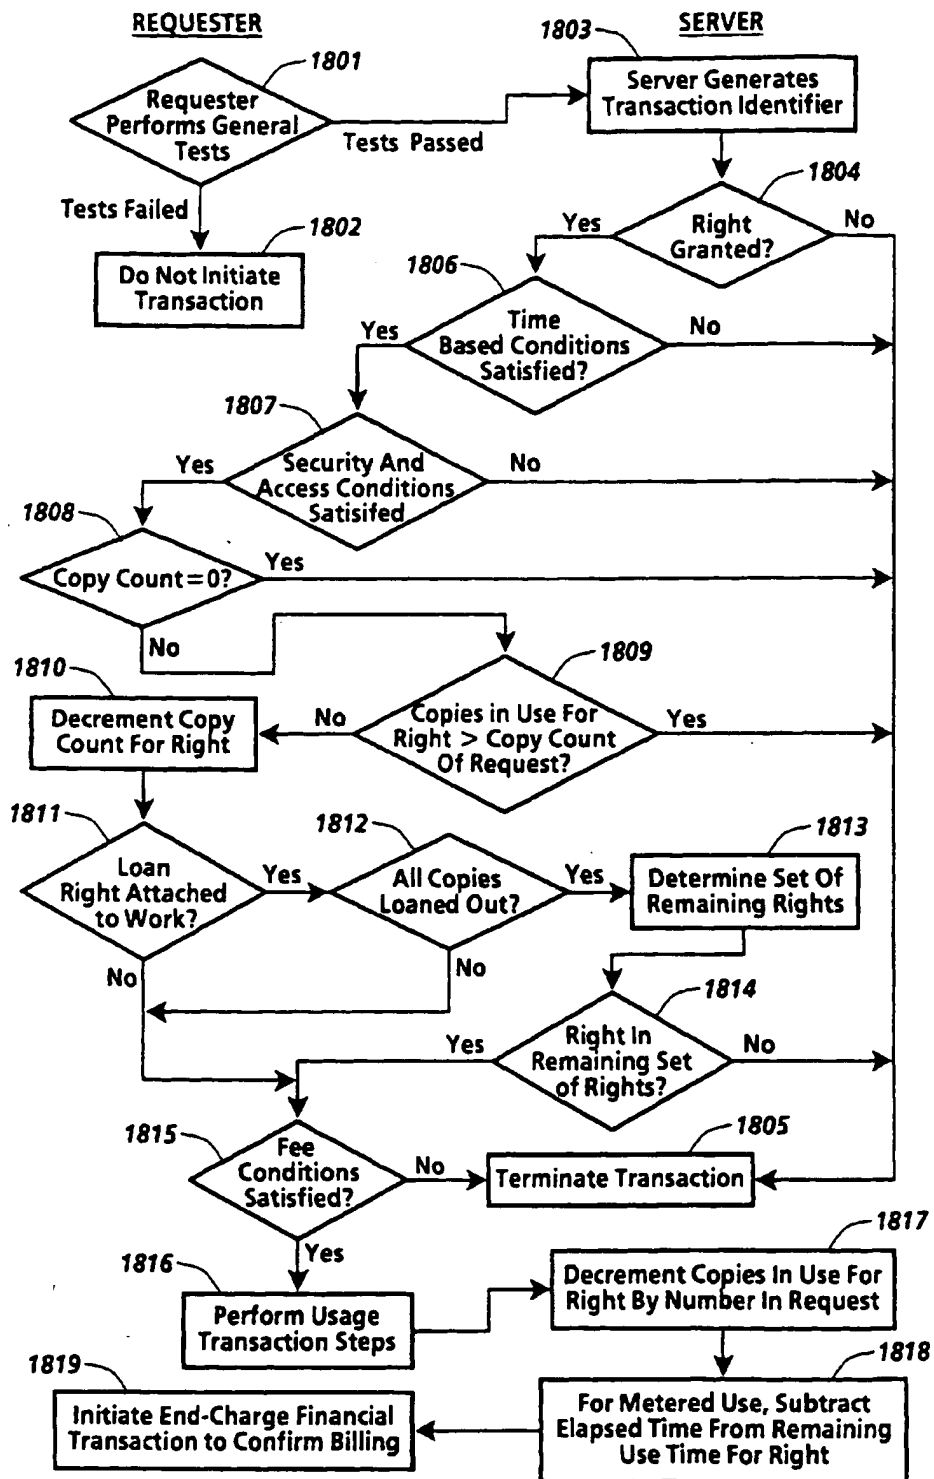 REQUESTER
SERVER
1801
1803
Requester
Performs General
Tests
Server Generates
Transaction Identifier
Tests Passed
Tests Failed
1802
1804
Do Not Initiate
Transaction
Yes
Right
Granted?
No
1806
Yes
Time
Based Conditions
Satisfied?
No
1807
Yes
Security And
Access Conditions
Satisifed
No
1808
Copy Count = 0?
Yes
No
1809
1810
Decrement Copy
Count For Right
No
Copies in Use For
Right > Copy Count
Of Request?
Yes
1811
1812
1813
Loan
Right Attached
to Work?
Yes
All Copies
Loaned Out?
Yes
Determine Set Of
Remaining Rights
No
No
1814
Yes
Right In
Remaining Set
of Rights?
No
1815
1805
Fee
Conditions
Satisfied?
No
Terminate Transaction
Yes
1816
1817
Perform Usage
Transaction Steps
Decrement Copies In Use For
Right By Number In Request
1819
1818
Initiate End-Charge Financial
Transaction to Confirm Billing
For Metered Use, Subtract
Elapsed Time From Remaining
Use Time For Right